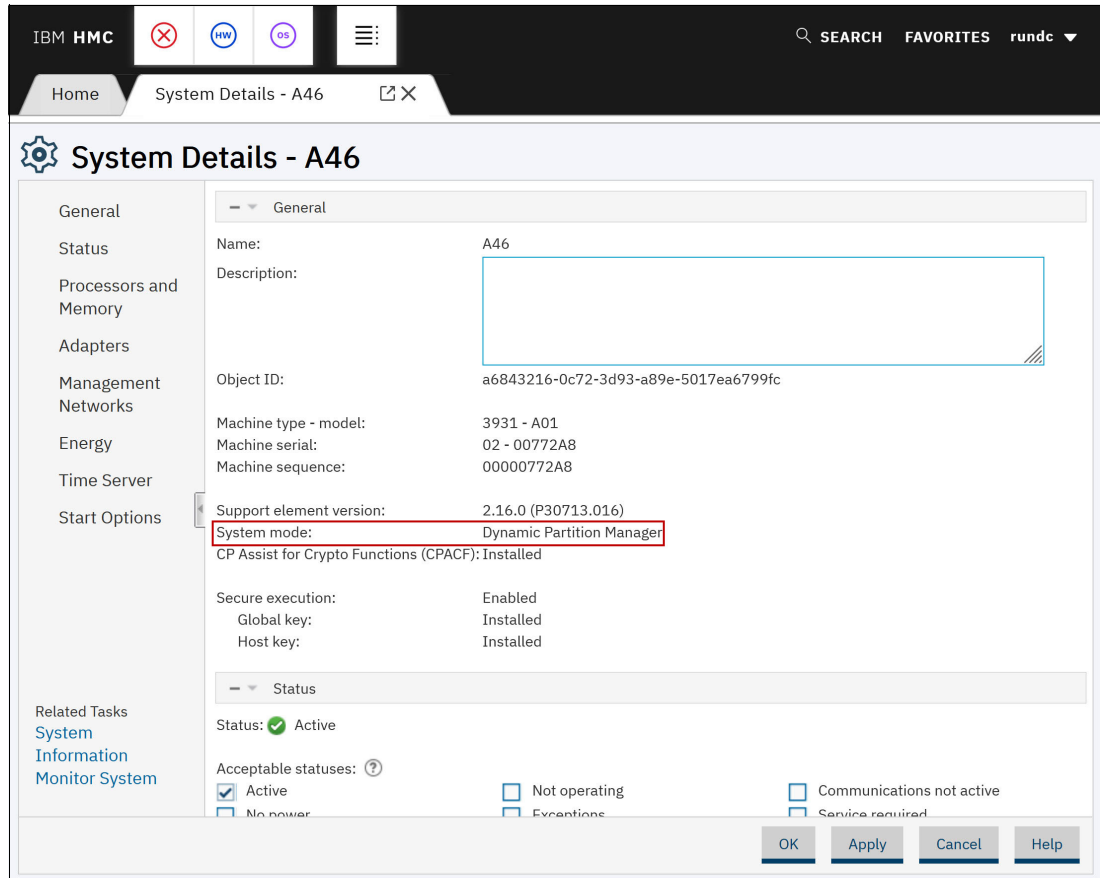 IBM HMC HW OS SEARCH FAVORITES rundc
Home System Details - A46
System Details - A46
General
Status
Processors and
Memory
Adapters
Management
Networks
Energy
Time Server
Start Options
Related Tasks
System
Information
Monitor System
General
Name: A46
Description:
Object ID: a6843216-0c72-3d93-a89e-5017ea6799fc
Machine type - model: 3931 - A01
Machine serial: 02 - 00772A8
Machine sequence: 00000772A8
Support element version: 2.16.0 (P30713.016)
System mode: Dynamic Partition Manager
CP Assist for Crypto Functions (CPACF): Installed
Secure execution: Enabled
Global key: Installed
Host key: Installed
Status
Status: Active
Acceptable statuses: ?
Active Not operating Communications not active
No power Exceptions Service required
OK Apply Cancel Help